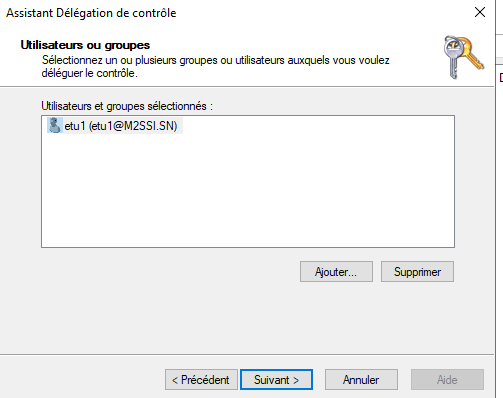 Assistant Délégation de contrôle
Utilisateurs ou groupes
Sélectionnez un ou plusieurs groupes ou utilisateurs auxquels vous voulez
déléguer le contrôle.
Utilisateurs et groupes sélectionnés :
etu1 (etu1@M2SSI.SN)
Ajouter... Supprimer
< Précédent Suivant > Annuler Aide